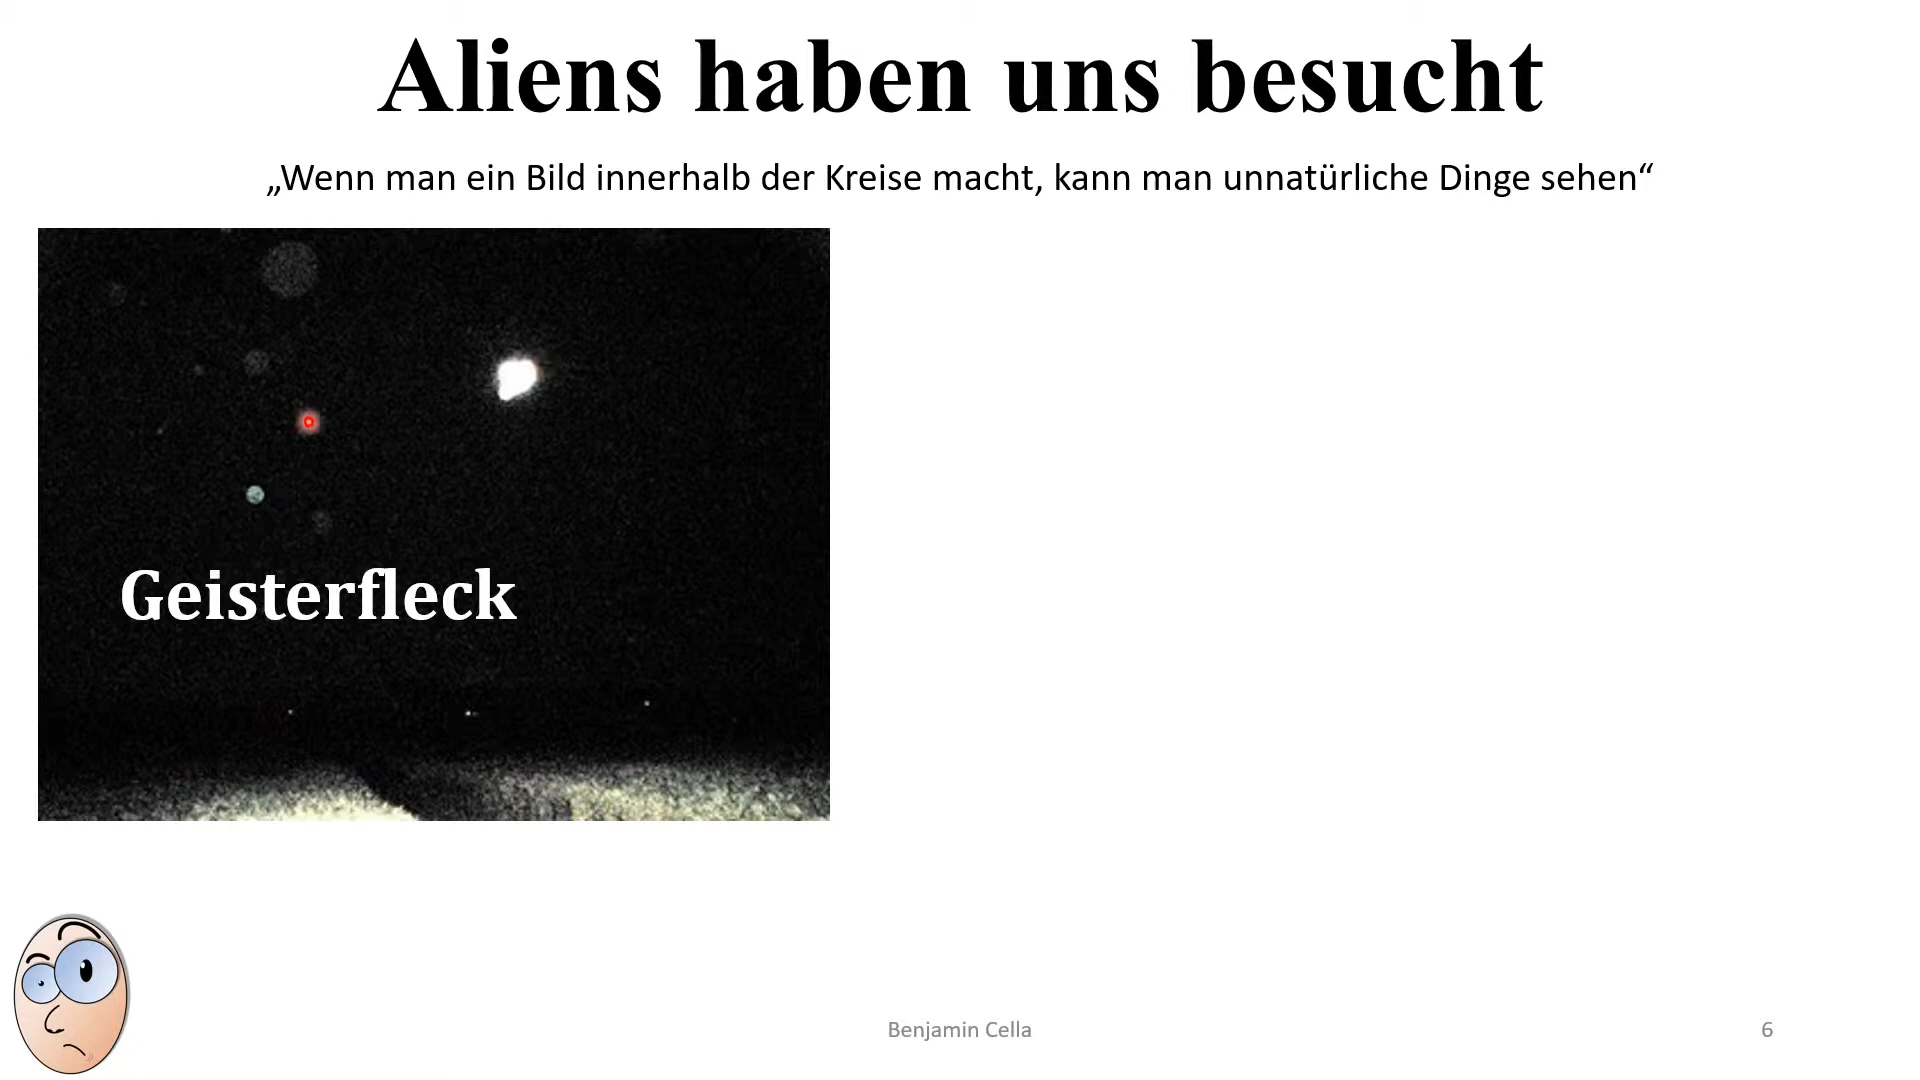 Aliens haben uns besucht
„Wenn man ein Bild innerhalb der Kreise macht, kann man unnatürliche Dinge sehen“
Geisterfleck
Benjamin Cella
6